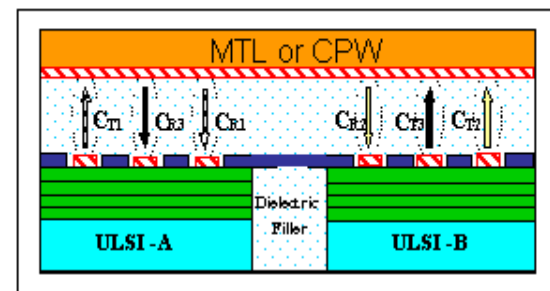 MTL or CPW
CT1 CR3 CR1 CR2 CT3 CT2
Dielectric
Filler
ULSI-A ULSI-B